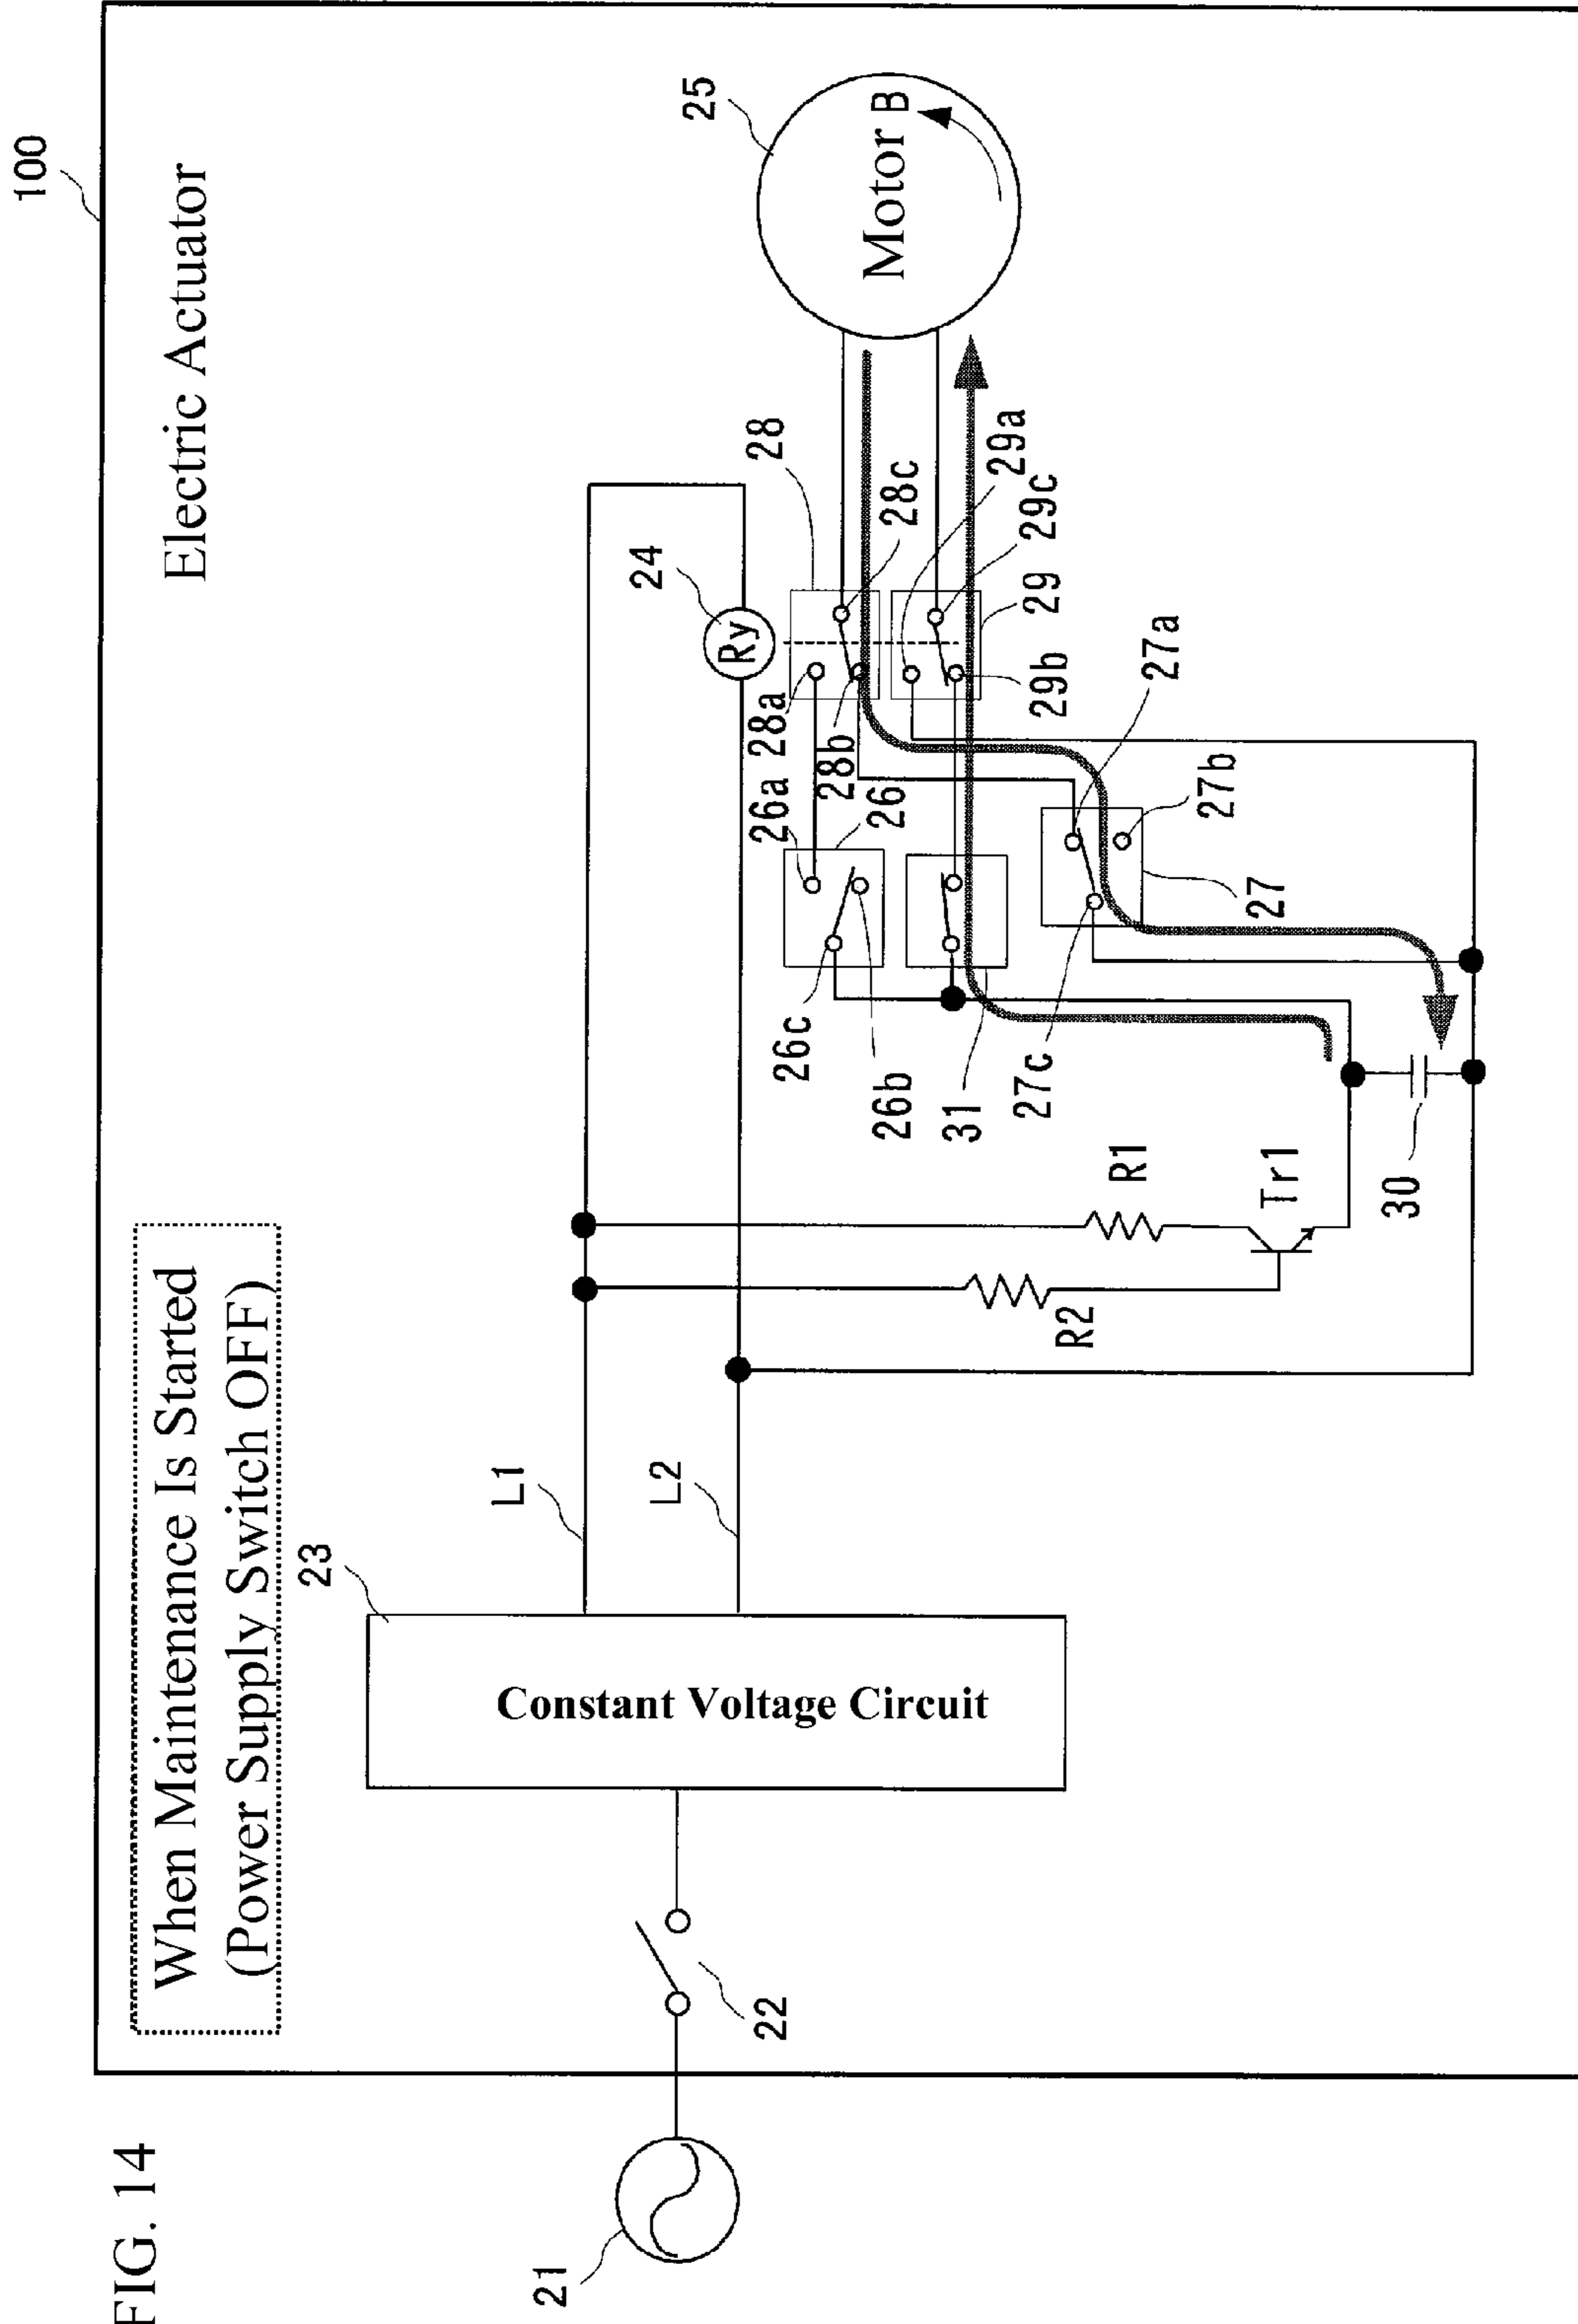 FIG. 14
100
When Maintenance Is Started
(Power Supply Switch OFF)
Electric Actuator
21
22
23
Constant Voltage Circuit
L1
L2
24
Ry
25
Motor
B
28
28a
28b
28c
26a
26
26c
26b
29a
29c
29
29b
31
27a
27b
27
27c
R1
R2
Tr1
30